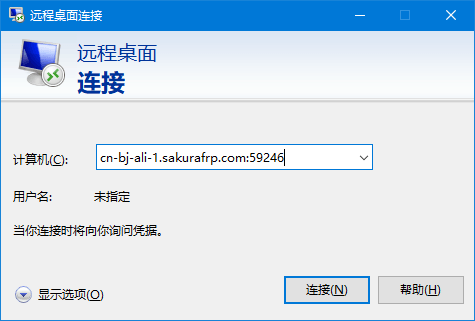 远程桌面连接
远程桌面
连接
计算机(C): cn-bj-ali-1.sakurafrp.com:59246
用户名: 未指定
当你连接时将向你询问凭据。
显示选项(O) 连接(N) 帮助(H)